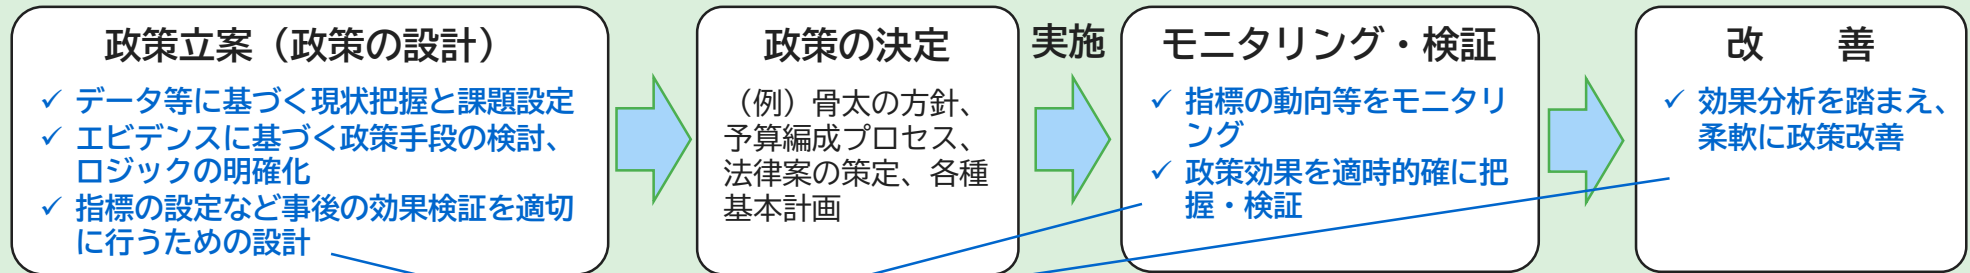 政策立案（政策の設計）
✓ データ等に基づく現状把握と課題設定
✓ エビデンスに基づく政策手段の検討、
ロジックの明確化
✓ 指標の設定など事後の効果検証を適切
に行うための設計
政策の決定
（例）骨太の方針、
予算編成プロセス、
法律案の策定、各種
基本計画
実施
モニタリング・検証
✓ 指標の動向等をモニタリ
ング
✓ 政策効果を適時的確に把
握・検証
改　　善
✓ 効果分析を踏まえ、
柔軟に政策改善